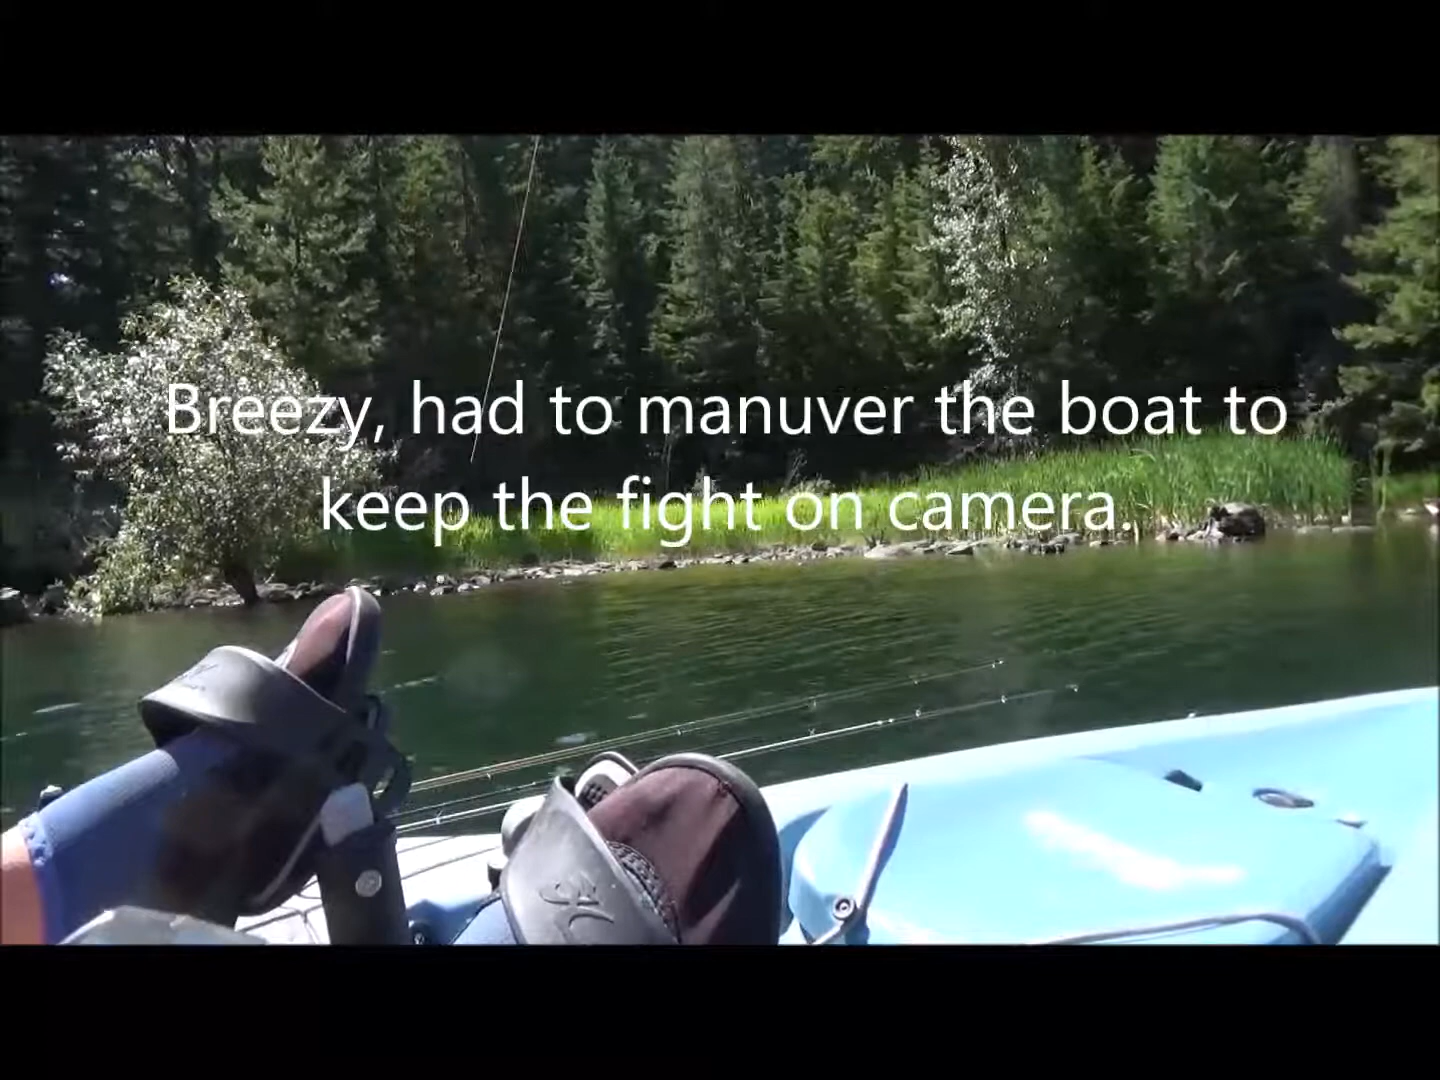 Breezy, had to manuver the boat to
keep the fight on camera.